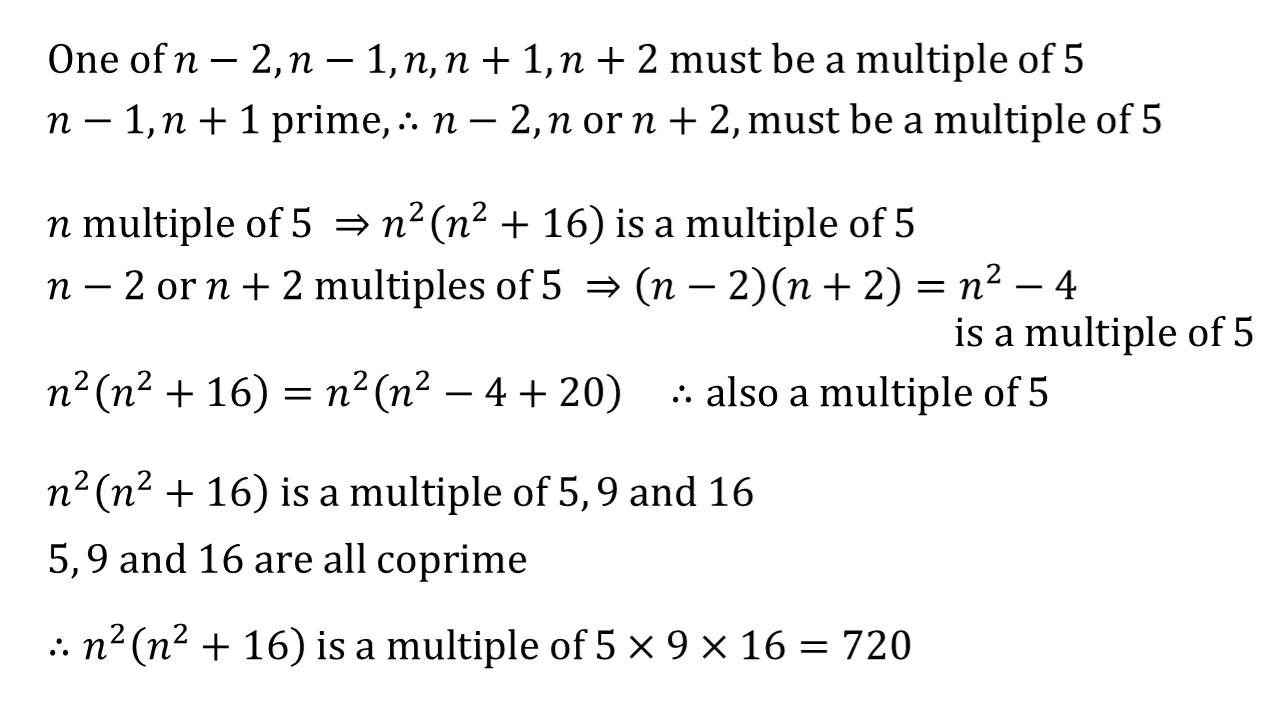 One of n − 2, n − 1, n, n + 1, n + 2 must be a multiple of 5
n − 1, n + 1 prime, ∴ n − 2, n or n + 2, must be a multiple of 5
n multiple of 5 ⇒ n²(n² + 16) is a multiple of 5
n − 2 or n + 2 multiples of 5 ⇒ (n − 2)(n + 2) = n² − 4
is a multiple of 5
n²(n² + 16) = n²(n² − 4 + 20) ∴ also a multiple of 5
n²(n² + 16) is a multiple of 5, 9 and 16
5, 9 and 16 are all coprime
∴ n²(n² + 16) is a multiple of 5 × 9 × 16 = 720